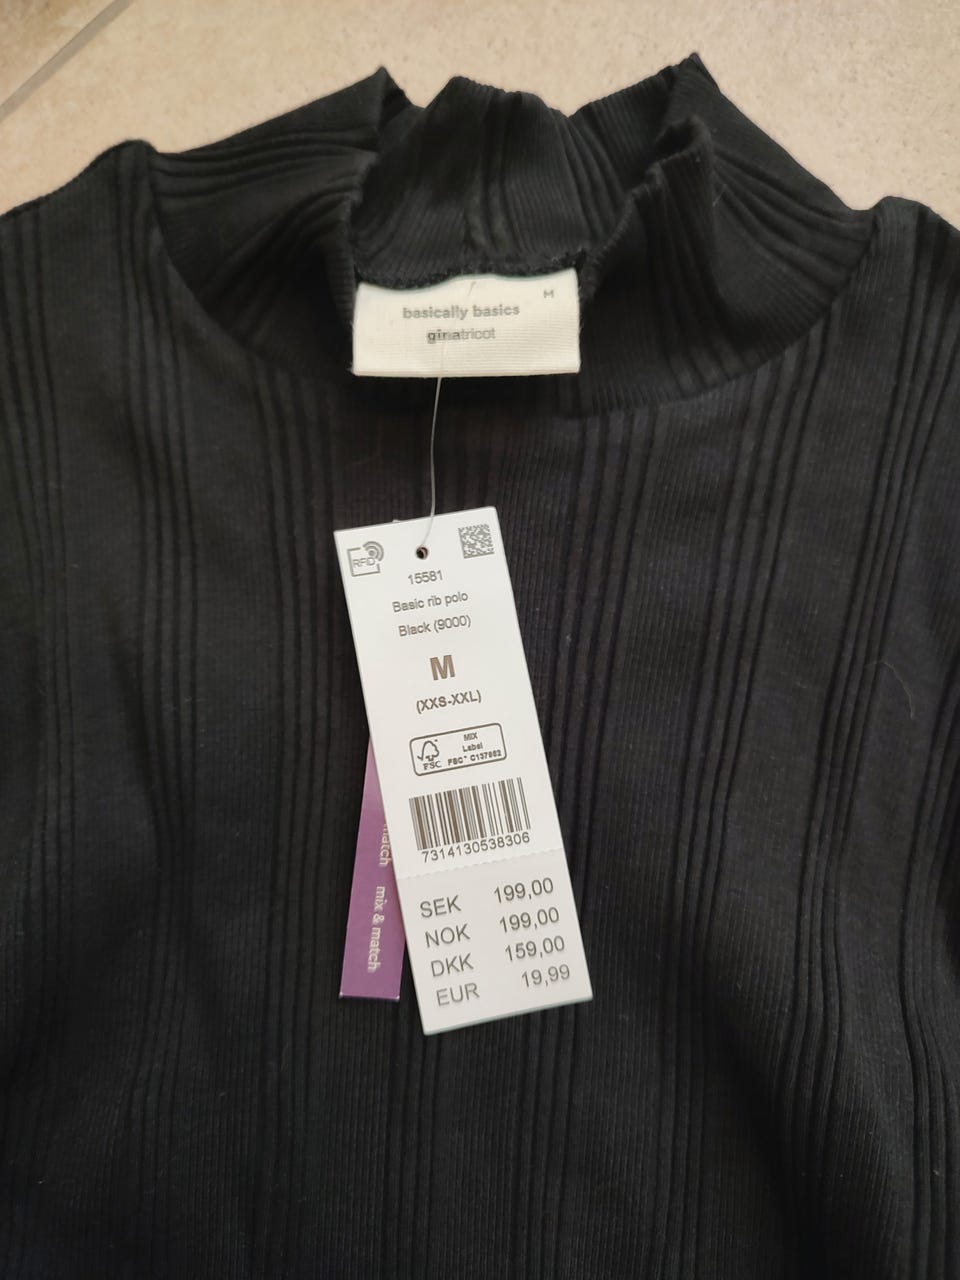 M
basically basics
ginatricot
RFID
15581
Basic rib polo
Black (9000)
M
(XXS-XXL)
FSC
MIX
Label
FSC® C137962
7314130538306
match mix & match
SEK 199,00
NOK 199,00
DKK 159,00
EUR 19,99